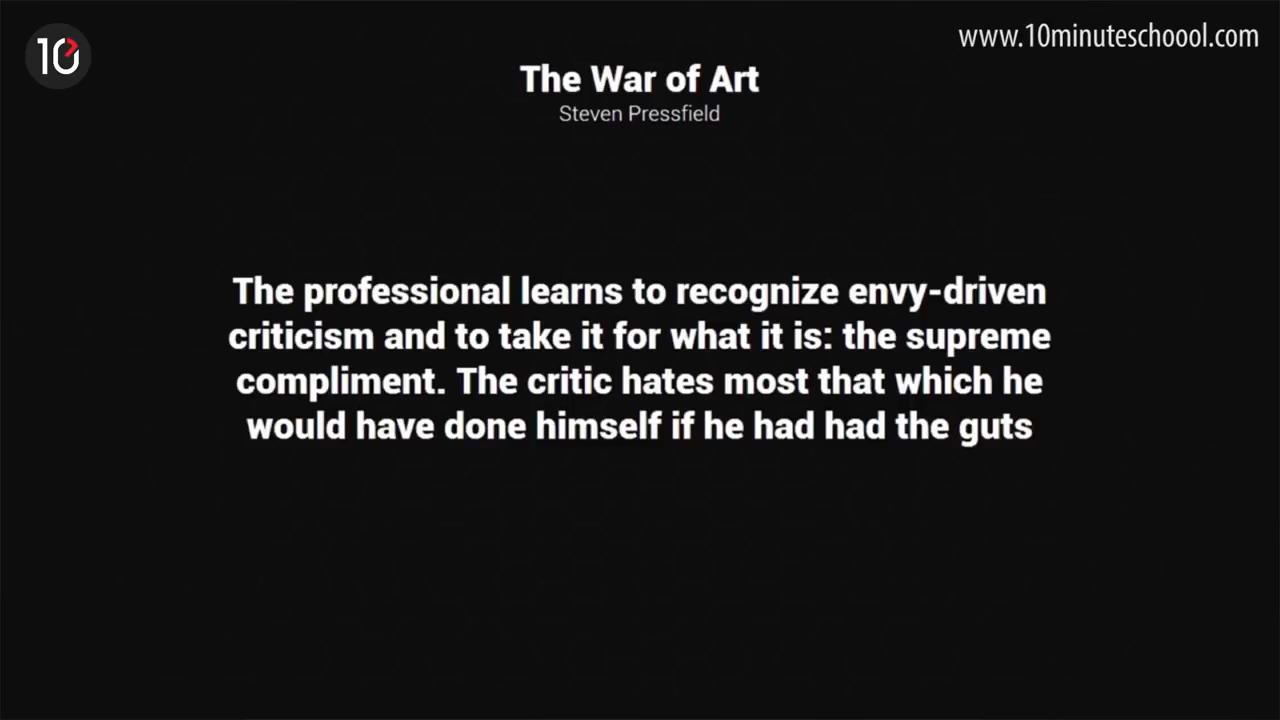 10
www.10minuteschoool.com
The War of Art
Steven Pressfield
The professional learns to recognize envy-driven
criticism and to take it for what it is: the supreme
compliment. The critic hates most that which he
would have done himself if he had had the guts